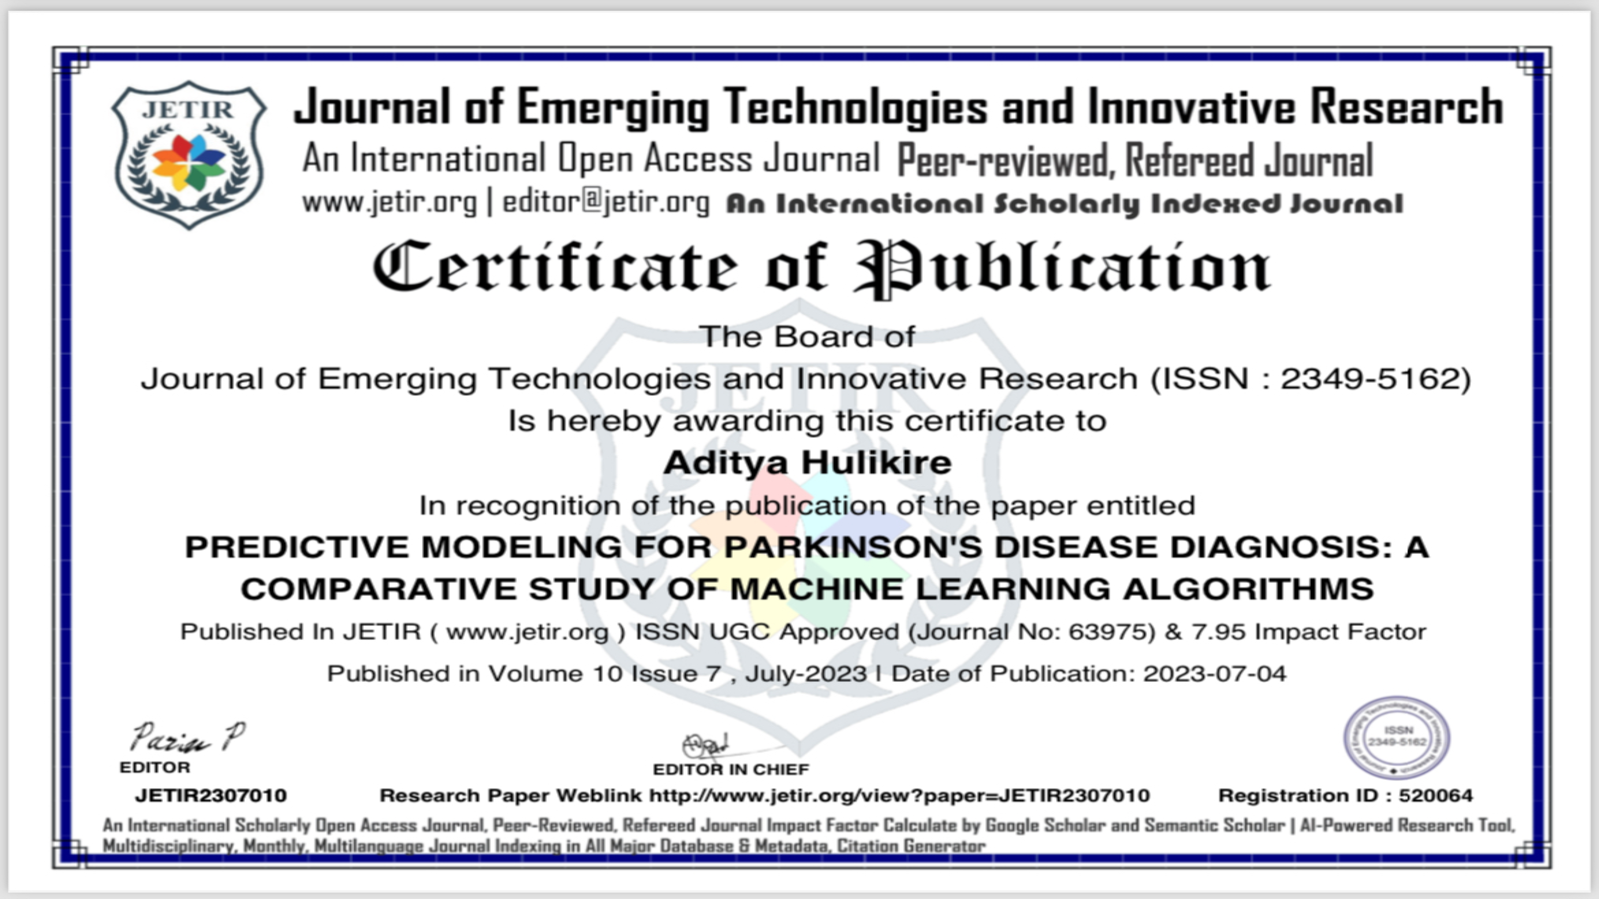 JETIR
Journal of Emerging Technologies and Innovative Research
An International Open Access Journal Peer-reviewed, Refereed Journal
www.jetir.org | editor@jetir.org An International Scholarly Indexed Journal
Certificate of Publication
The Board of
Journal of Emerging Technologies and Innovative Research (ISSN : 2349-5162)
Is hereby awarding this certificate to
Aditya Hulikire
In recognition of the publication of the paper entitled
PREDICTIVE MODELING FOR PARKINSON'S DISEASE DIAGNOSIS: A
COMPARATIVE STUDY OF MACHINE LEARNING ALGORITHMS
Published In JETIR ( www.jetir.org ) ISSN UGC Approved (Journal No: 63975) & 7.95 Impact Factor
Published in Volume 10 Issue 7 , July-2023 | Date of Publication: 2023-07-04
EDITOR
EDITOR IN CHIEF
Journal of Emerging Technologies and Innovative Research
ISSN
2349-5162
JETIR2307010 Research Paper Weblink http://www.jetir.org/view?paper=JETIR2307010 Registration ID : 520064
An International Scholarly Open Access Journal, Peer-Reviewed, Refereed Journal Impact Factor Calculate by Google Scholar and Semantic Scholar | AI-Powered Research Tool,
Multidisciplinary, Monthly, Multilanguage Journal Indexing in All Major Database & Metadata, Citation Generator